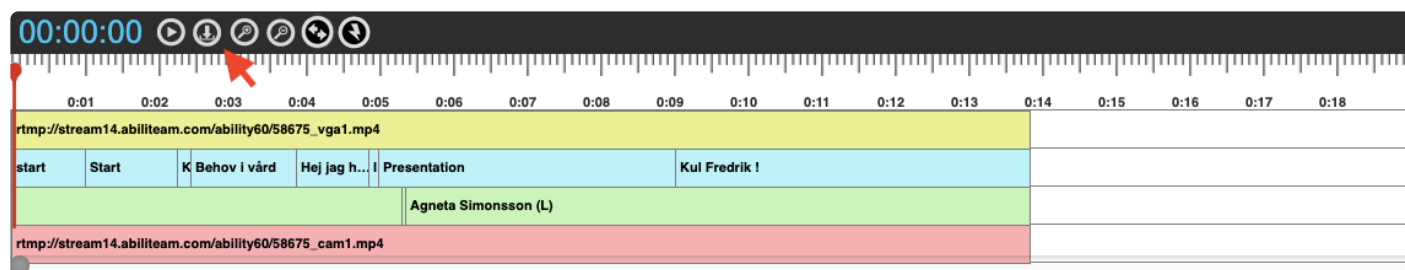 00:00:00
0:01 0:02 0:03 0:04 0:05 0:06 0:07 0:08 0:09 0:10 0:11 0:12 0:13 0:14 0:15 0:16 0:17 0:18
rtmp://stream14.abiliteam.com/ability60/58675_vga1.mp4
start Start K Behov i vård Hej jag h... I Presentation Kul Fredrik !
Agneta Simonsson (L)
rtmp://stream14.abiliteam.com/ability60/58675_cam1.mp4